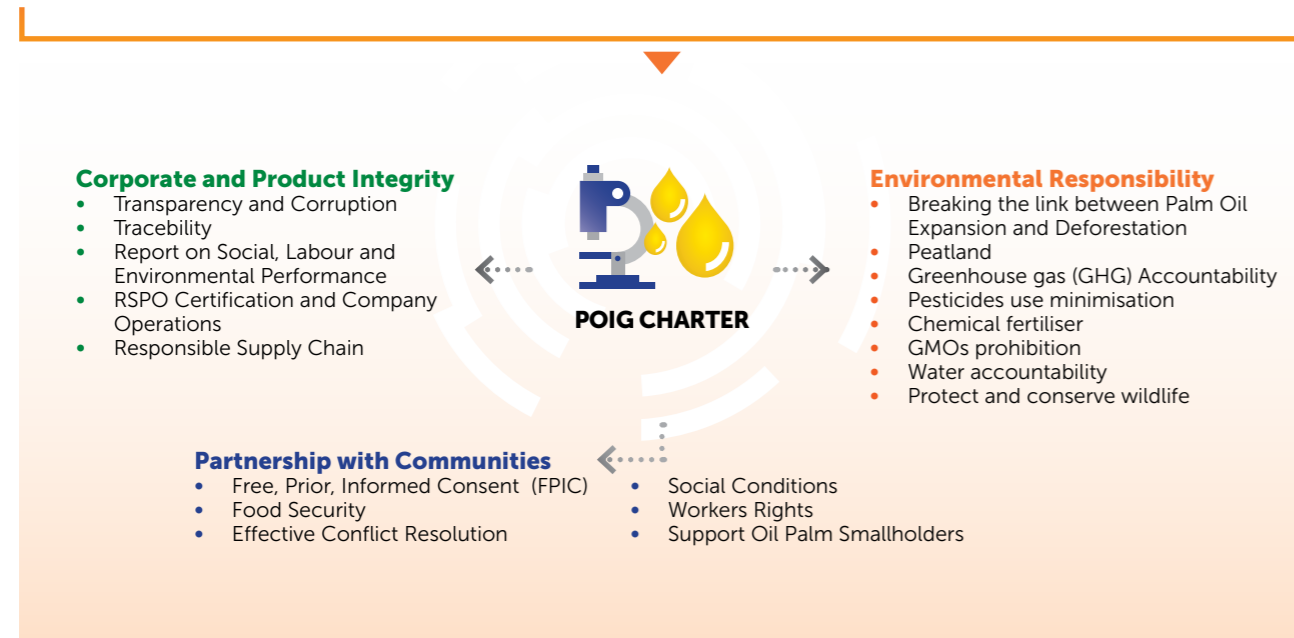 Corporate and Product Integrity
• Transparency and Corruption
• Tracebility
• Report on Social, Labour and
Environmental Performance
• RSPO Certification and Company
Operations
• Responsible Supply Chain
POIG CHARTER
Environmental Responsibility
• Breaking the link between Palm Oil
Expansion and Deforestation
• Peatland
• Greenhouse gas (GHG) Accountability
• Pesticides use minimisation
• Chemical fertiliser
• GMOs prohibition
• Water accountability
• Protect and conserve wildlife
Partnership with Communities
• Free, Prior, Informed Consent (FPIC)
• Food Security
• Effective Conflict Resolution
• Social Conditions
• Workers Rights
• Support Oil Palm Smallholders